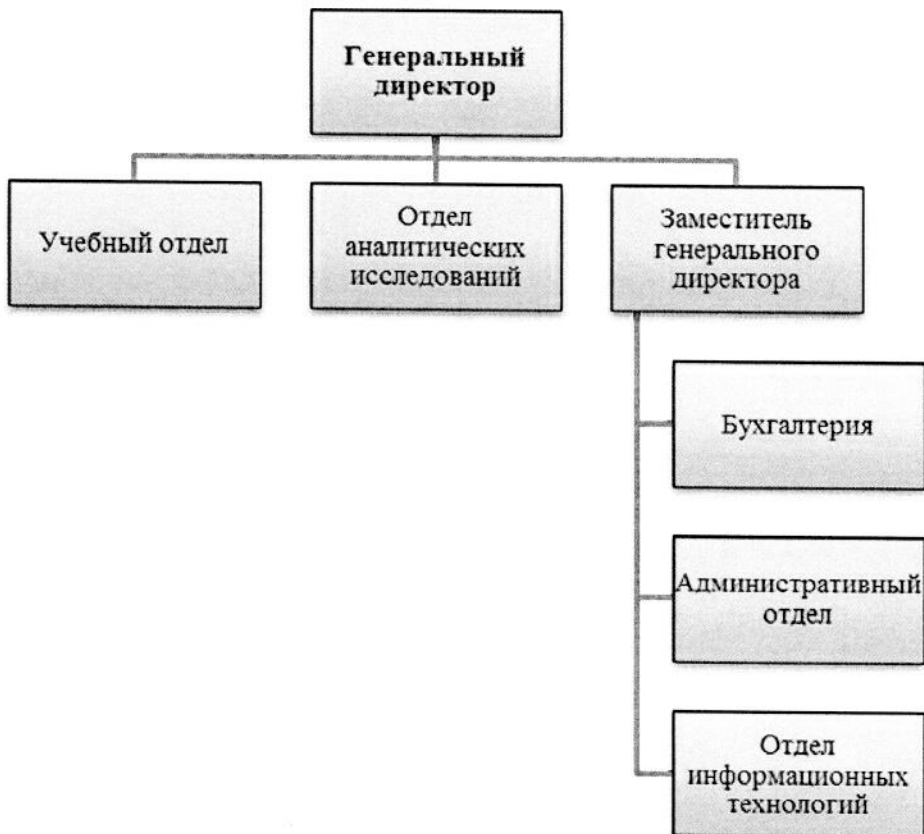 Генеральный
директор
Учебный отдел
Отдел
аналитических
исследований
Заместитель
генерального
директора
Бухгалтерия
Административный
отдел
Отдел
информационных
технологий